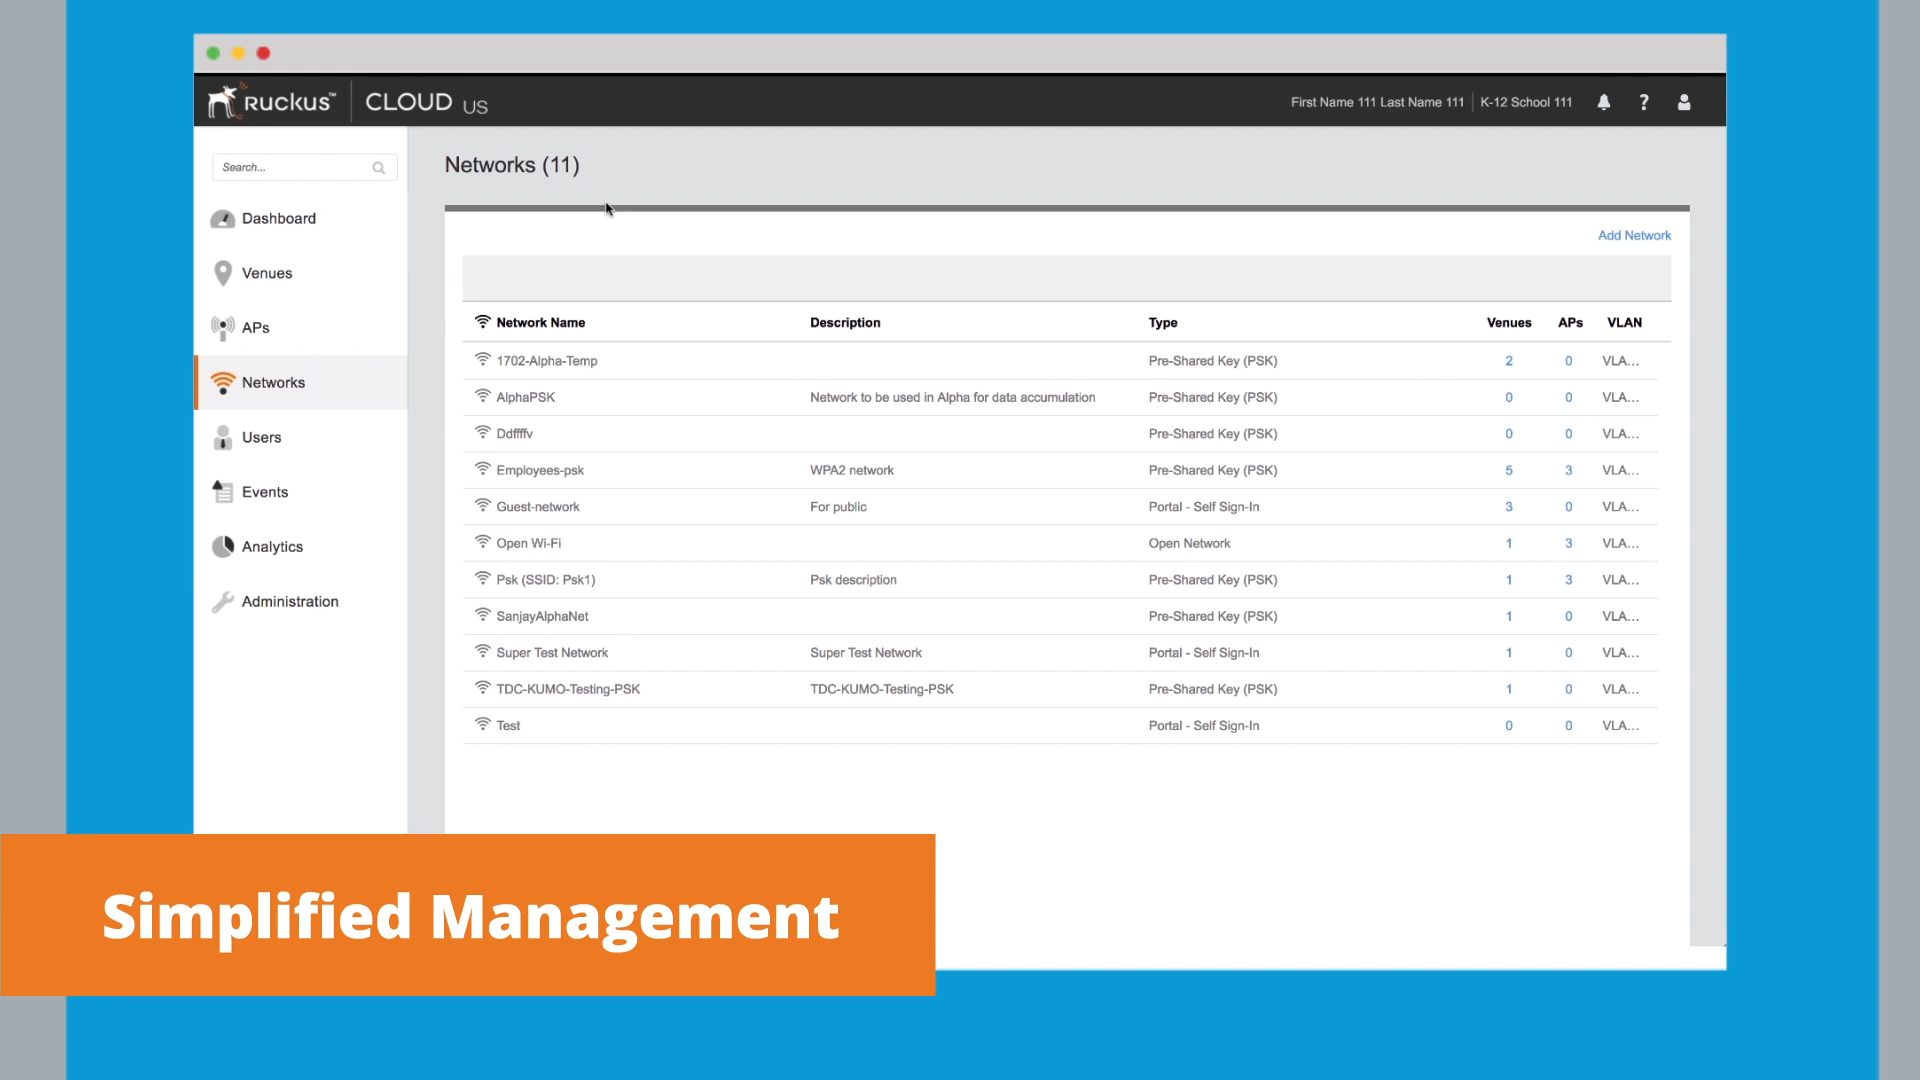 Ruckus™ CLOUD US
First Name 111 Last Name 111 K-12 School 111 ?
Search...
Dashboard
Venues
APs
Networks
Users
Events
Analytics
Administration
Networks (11)
Add Network
Network Name Description Type Venues APs VLAN
1702-Alpha-Temp Pre-Shared Key (PSK) 2 0 VLA...
AlphaPSK Network to be used in Alpha for data accumulation Pre-Shared Key (PSK) 0 0 VLA...
Ddffffv Pre-Shared Key (PSK) 0 0 VLA...
Employees-psk WPA2 network Pre-Shared Key (PSK) 5 3 VLA...
Guest-network For public Portal - Self Sign-In 3 0 VLA...
Open Wi-Fi Open Network 1 3 VLA...
Psk (SSID: Psk1) Psk description Pre-Shared Key (PSK) 1 3 VLA...
SanjayAlphaNet Pre-Shared Key (PSK) 1 0 VLA...
Super Test Network Super Test Network Portal - Self Sign-In 1 0 VLA...
TDC-KUMO-Testing-PSK TDC-KUMO-Testing-PSK Pre-Shared Key (PSK) 1 0 VLA...
Test Portal - Self Sign-In 0 0 VLA...
Simplified Management